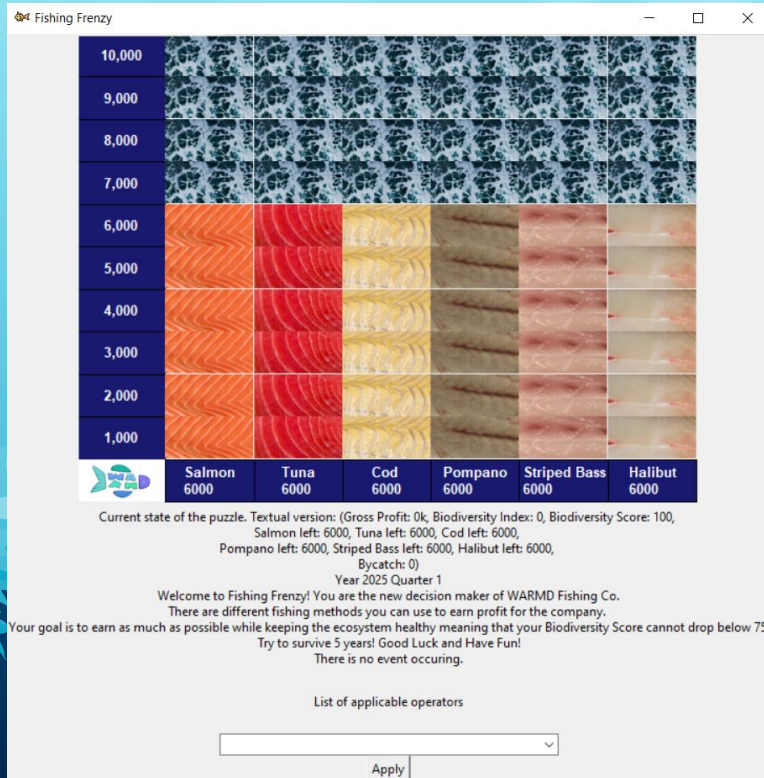 Fishing Frenzy
10,000
9,000
8,000
7,000
6,000
5,000
4,000
3,000
2,000
1,000
WARMD
Salmon Tuna Cod Pompano Striped Bass Halibut
6000 6000 6000 6000 6000 6000
Current state of the puzzle. Textual version: (Gross Profit: 0k, Biodiversity Index: 0, Biodiversity Score: 100,
Salmon left: 6000, Tuna left: 6000, Cod left: 6000,
Pompano left: 6000, Striped Bass left: 6000, Halibut left: 6000,
Bycatch: 0)
Year 2025 Quarter 1
Welcome to Fishing Frenzy! You are the new decision maker of WARMD Fishing Co.
There are different fishing methods you can use to earn profit for the company.
Your goal is to earn as much as possible while keeping the ecosystem healthy meaning that your Biodiversity Score cannot drop below 75
Try to survive 5 years! Good Luck and Have Fun!
There is no event occuring.
List of applicable operators
Apply